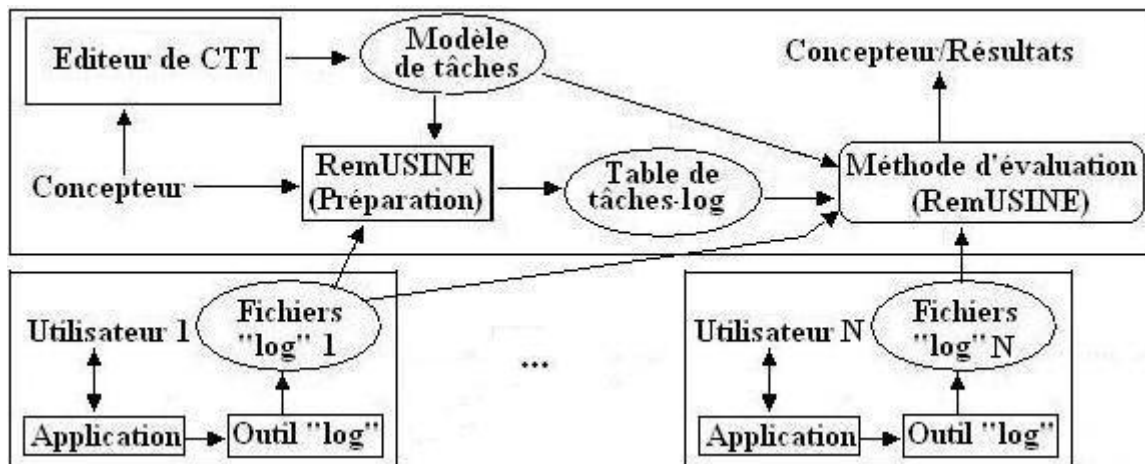 Editeur de CTT
Modèle
de tâches
Concepteur/Résultats
Concepteur
RemUSINE
(Préparation)
Table de
tâches-log
Méthode d'évaluation
(RemUSINE)
Utilisateur 1
Fichiers
"log" 1
Application
Outil "log"
...
Utilisateur N
Fichiers
"log" N
Application
Outil "log"